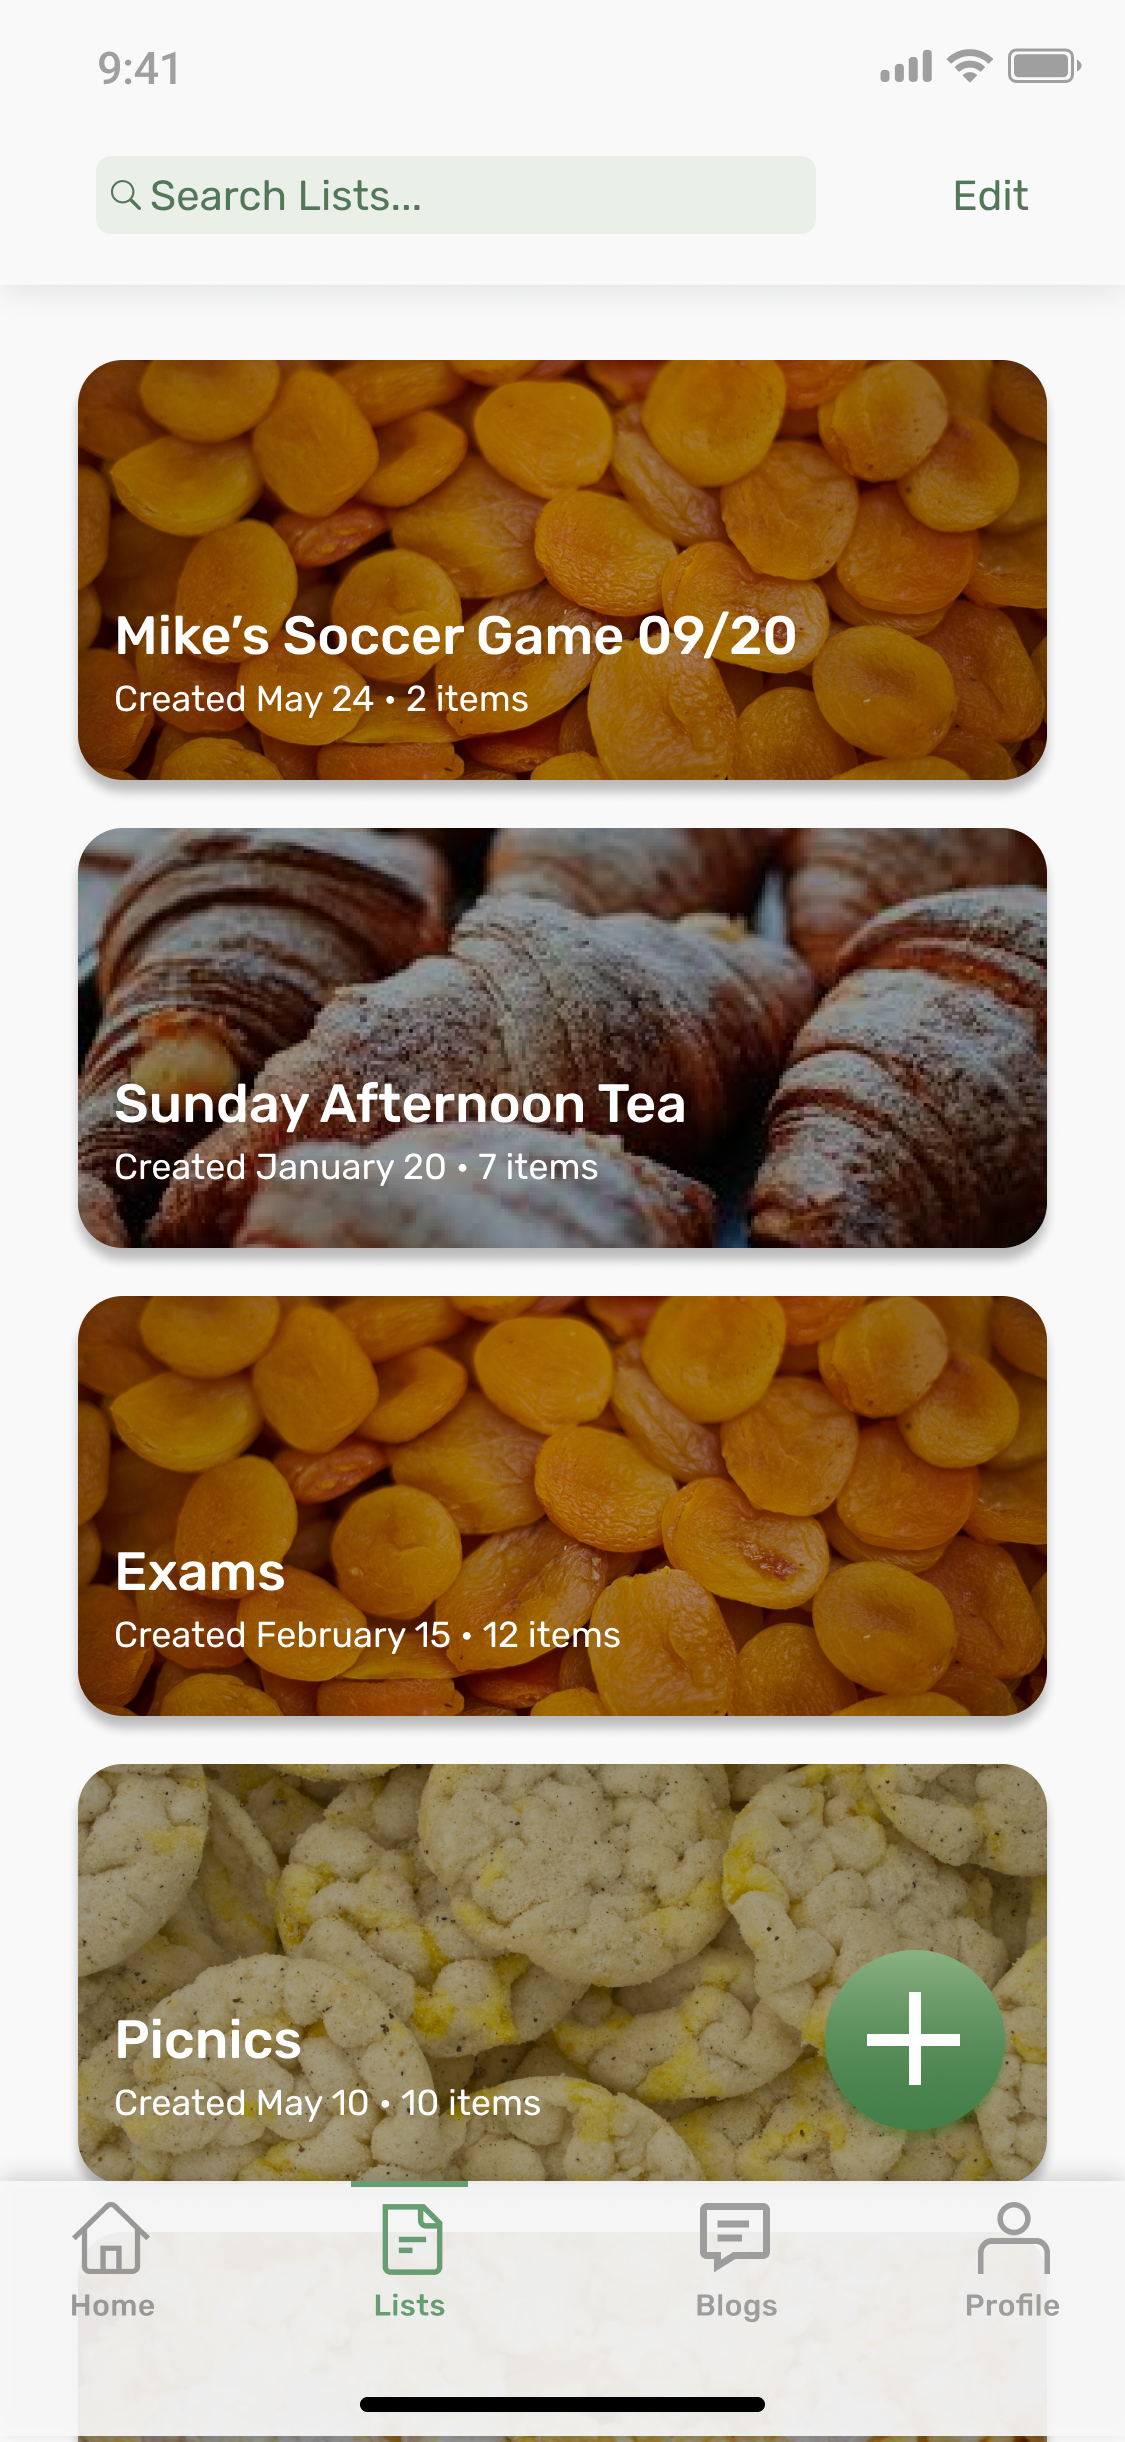 9:41
Search Lists...
Edit
Mike’s Soccer Game 09/20
Created May 24 • 2 items
Sunday Afternoon Tea
Created January 20 • 7 items
Exams
Created February 15 • 12 items
Picnics
Created May 10 • 10 items
Home
Lists
Blogs
Profile